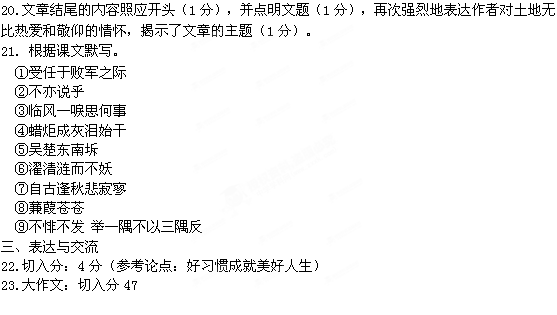 20.文章结尾的内容照应开头（1分），并点明文题（1分），再次强烈地表达作者对土地无
比热爱和敬仰的情怀，揭示了文章的主题（1分）。
21. 根据课文默写。
①受任于败军之际
②不亦说乎
③临风一唳思何事
④蜡炬成灰泪始干
⑤吴楚东南坼
⑥濯清涟而不妖
⑦自古逢秋悲寂寥
⑧蒹葭苍苍
⑨不悱不发 举一隅不以三隅反
三、表达与交流
22.切入分：4分（参考论点：好习惯成就美好人生）
23.大作文：切入分47